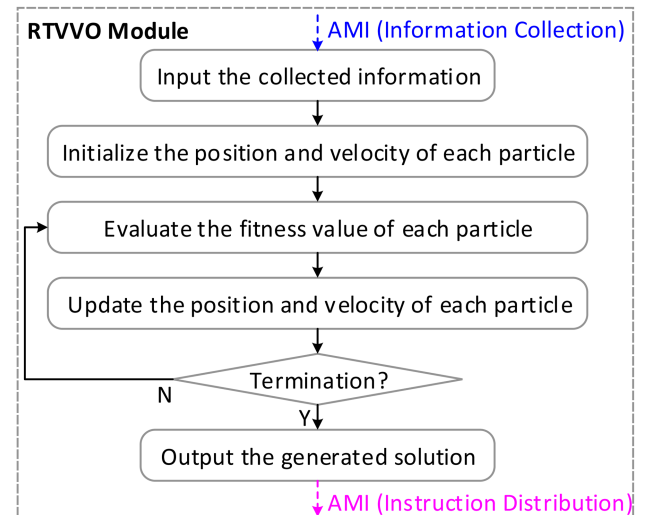 RTVVO Module
AMI (Information Collection)
Input the collected information
Initialize the position and velocity of each particle
Evaluate the fitness value of each particle
Update the position and velocity of each particle
Termination?
N
Y
Output the generated solution
AMI (Instruction Distribution)